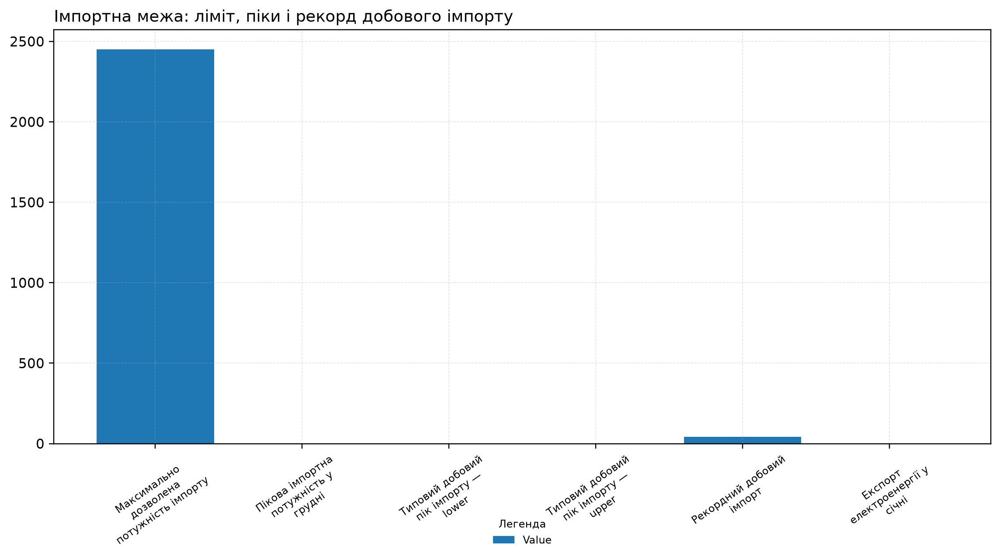 Імпортна межа: ліміт, піки і рекорд добового імпорту
2500
2000
1500
1000
500
0
Максимально
дозволена
потужність імпорту
Пікова імпортна
потужність у
грудні
Типовий добовий
пік імпорту —
lower
Типовий добовий
пік імпорту —
upper
Рекордний добовий
імпорт
Експорт
електроенергії у
січні
Легенда
Value